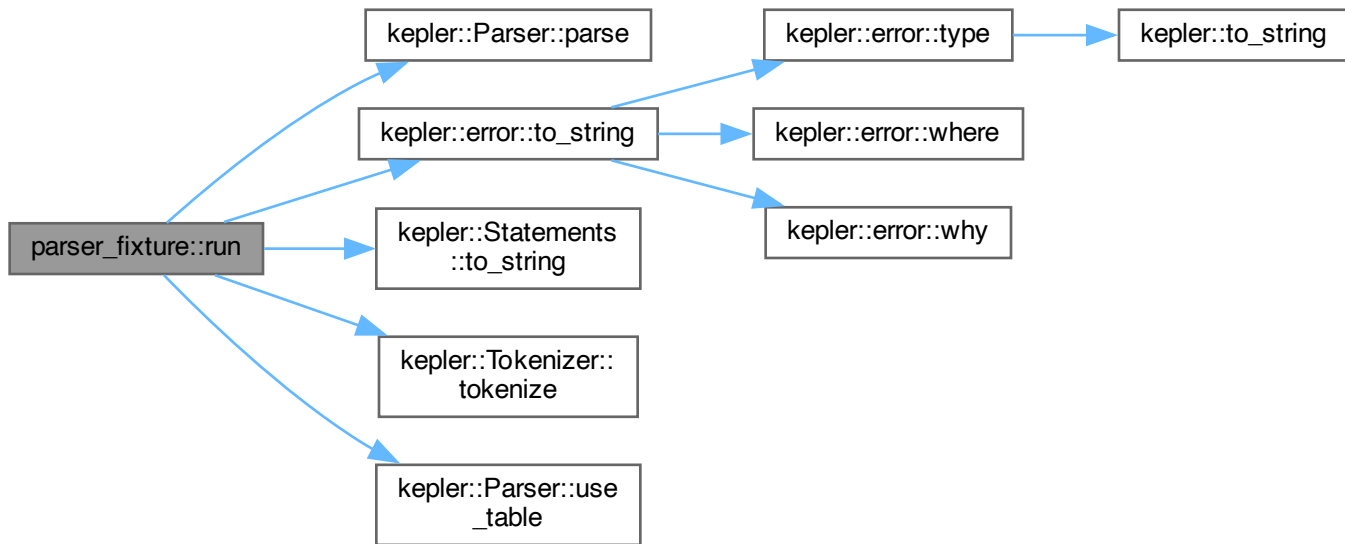 parser_fixture::run
kepler::Parser::parse
kepler::error::to_string
kepler::Statements
::to_string
kepler::Tokenizer::
tokenize
kepler::Parser::use
_table
kepler::error::type
kepler::error::where
kepler::error::why
kepler::to_string